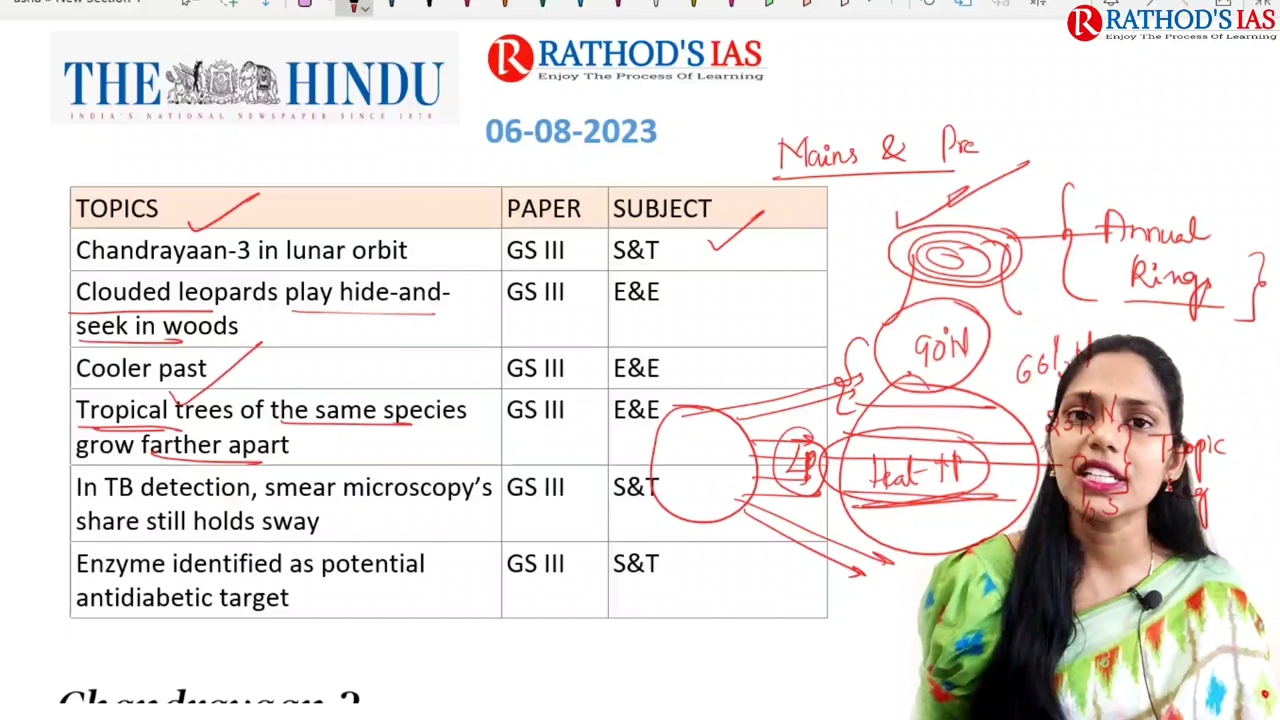 RATHOD'S IAS
Enjoy The Process Of Learning
THE HINDU
INDIA'S NATIONAL NEWSPAPER SINCE 1878
RATHOD'S IAS
Enjoy The Process Of Learning
06-08-2023
Mains & Pre
TOPICS PAPER SUBJECT
Chandrayaan-3 in lunar orbit GS III S&T
Clouded leopards play hide-and- GS III E&E
seek in woods
Cooler past GS III E&E
Tropical trees of the same species GS III E&E
grow farther apart
In TB detection, smear microscopy's GS III S&T
share still holds sway
Enzyme identified as potential GS III S&T
antidiabetic target
Annual
Rings
90°N
Heat
Tropic